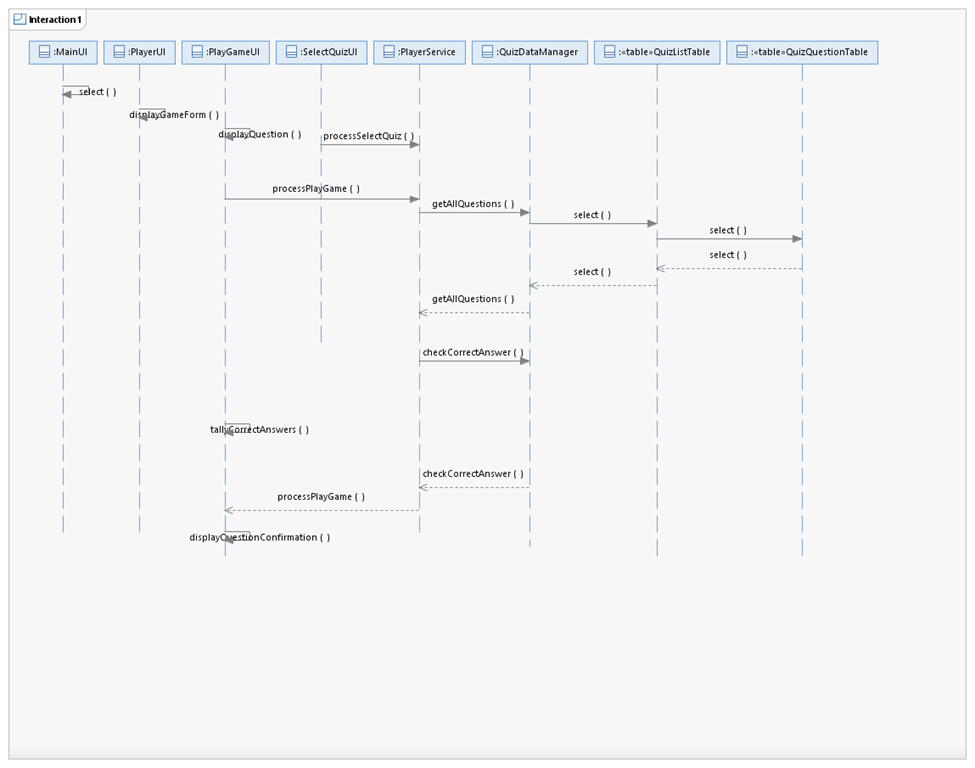 Interaction1
:MainUI
:PlayerUI
:PlayGameUI
:SelectQuizUI
:PlayerService
:QuizDataManager
:«table»QuizListTable
:«table»QuizQuestionTable
select ( )
displayGameForm ( )
displayQuestion ( )
processSelectQuiz ( )
processPlayGame ( )
getAllQuestions ( )
select ( )
select ( )
select ( )
select ( )
getAllQuestions ( )
checkCorrectAnswer ( )
tallyCorrectAnswers ( )
checkCorrectAnswer ( )
processPlayGame ( )
displayQuestionConfirmation ( )